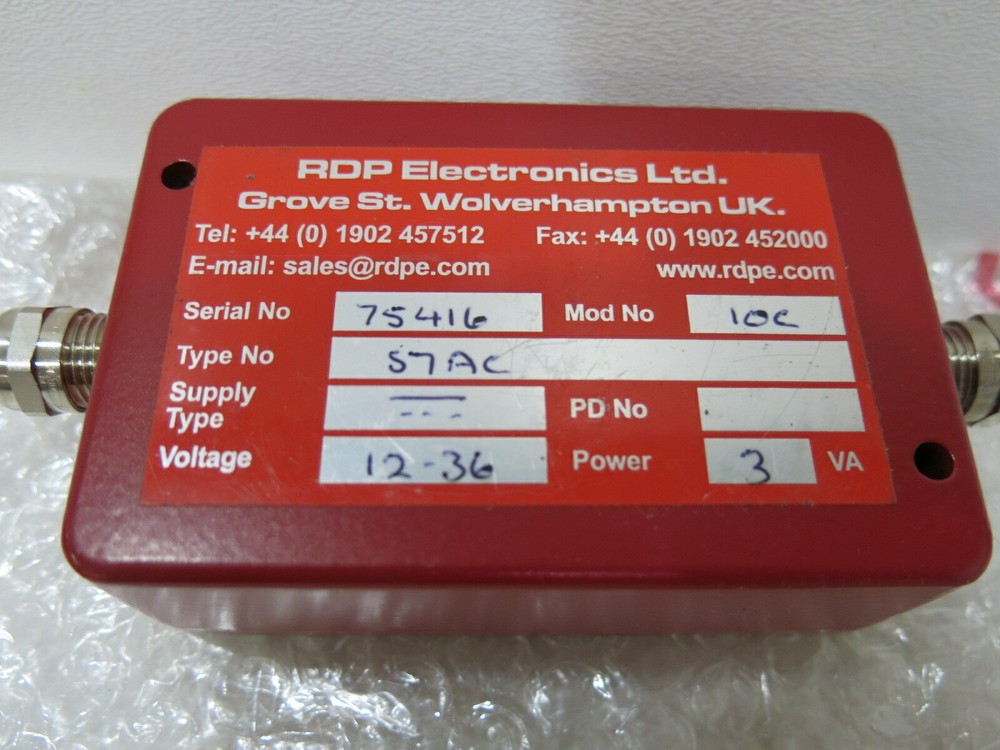 RDP Electronics Ltd.
Grove St. Wolverhampton UK.
Tel: +44 (0) 1902 457512 Fax: +44 (0) 1902 452000
E-mail: sales@rdpe.com www.rdpe.com
Serial No 75416 Mod No 10C
Type No S7AC
Supply Type PD No
Voltage 12-36 Power 3 VA